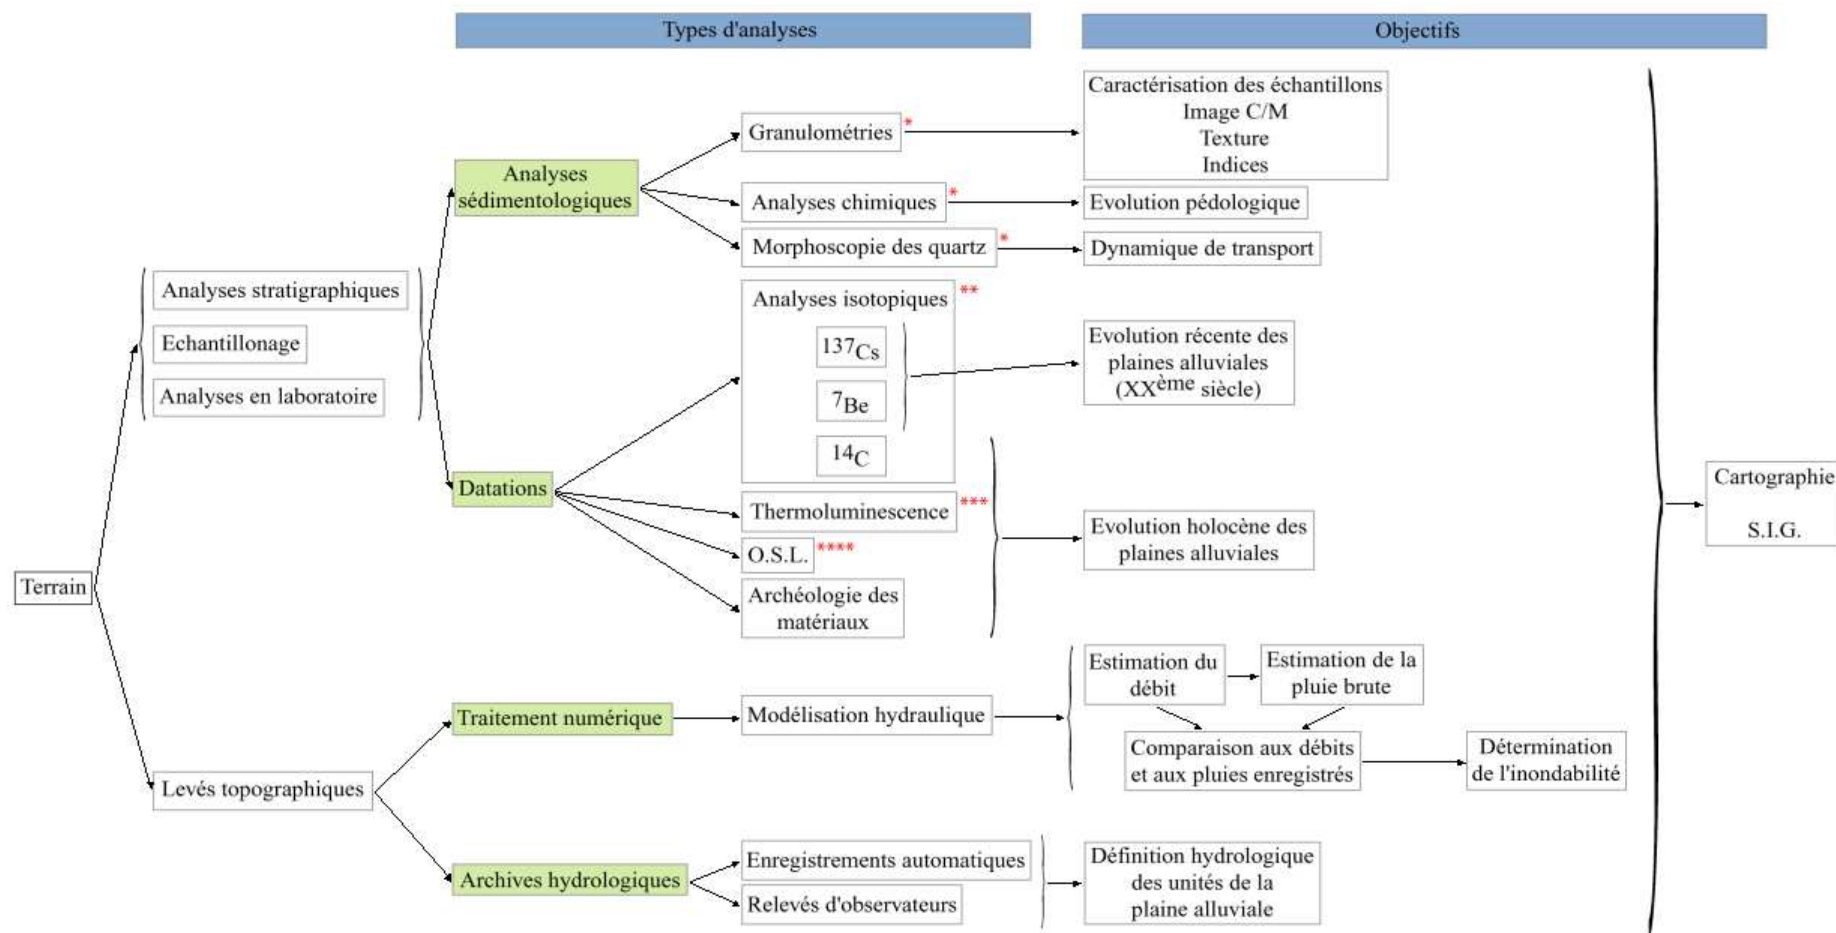 Types d'analyses
Objectifs
Terrain
Analyses stratigraphiques
Echantillonage
Analyses en laboratoire
Levés topographiques
Analyses
sédimentologiques
Datations
Traitement numérique
Archives hydrologiques
Granulométries *
Analyses chimiques *
Morphoscopie des quartz *
Analyses isotopiques **
137Cs
7Be
14C
Thermoluminescence ***
O.S.L. ****
Archéologie des
matériaux
Modélisation hydraulique
Enregistrements automatiques
Relevés d'observateurs
Caractérisation des échantillons
Image C/M
Texture
Indices
Evolution pédologique
Dynamique de transport
Evolution récente des
plaines alluviales
(XXème siècle)
Evolution holocène des
plaines alluviales
Estimation du
débit
Estimation de la
pluie brute
Comparaison aux débits
et aux pluies enregistrés
Détermination
de l'inondabilité
Définition hydrologique
des unités de la
plaine alluviale
Cartographie
S.I.G.